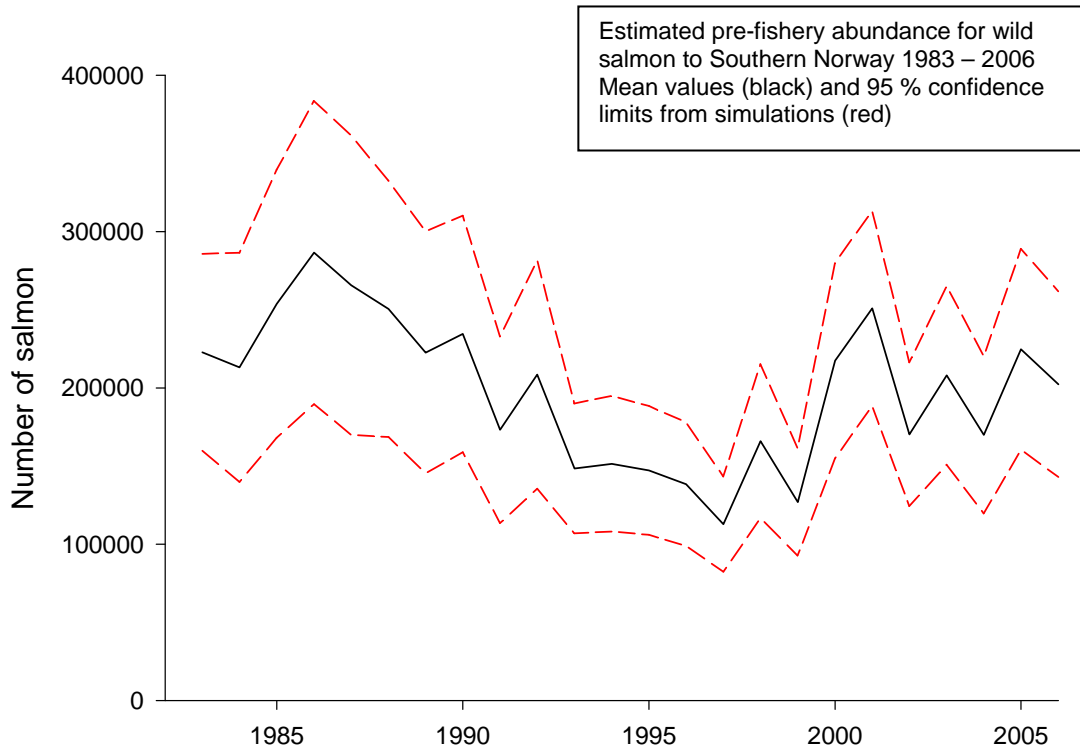 Estimated pre-fishery abundance for wild
salmon to Southern Norway 1983 – 2006
Mean values (black) and 95 % confidence
limits from simulations (red)
Number of salmon
400000
300000
200000
100000
0
1985
1990
1995
2000
2005